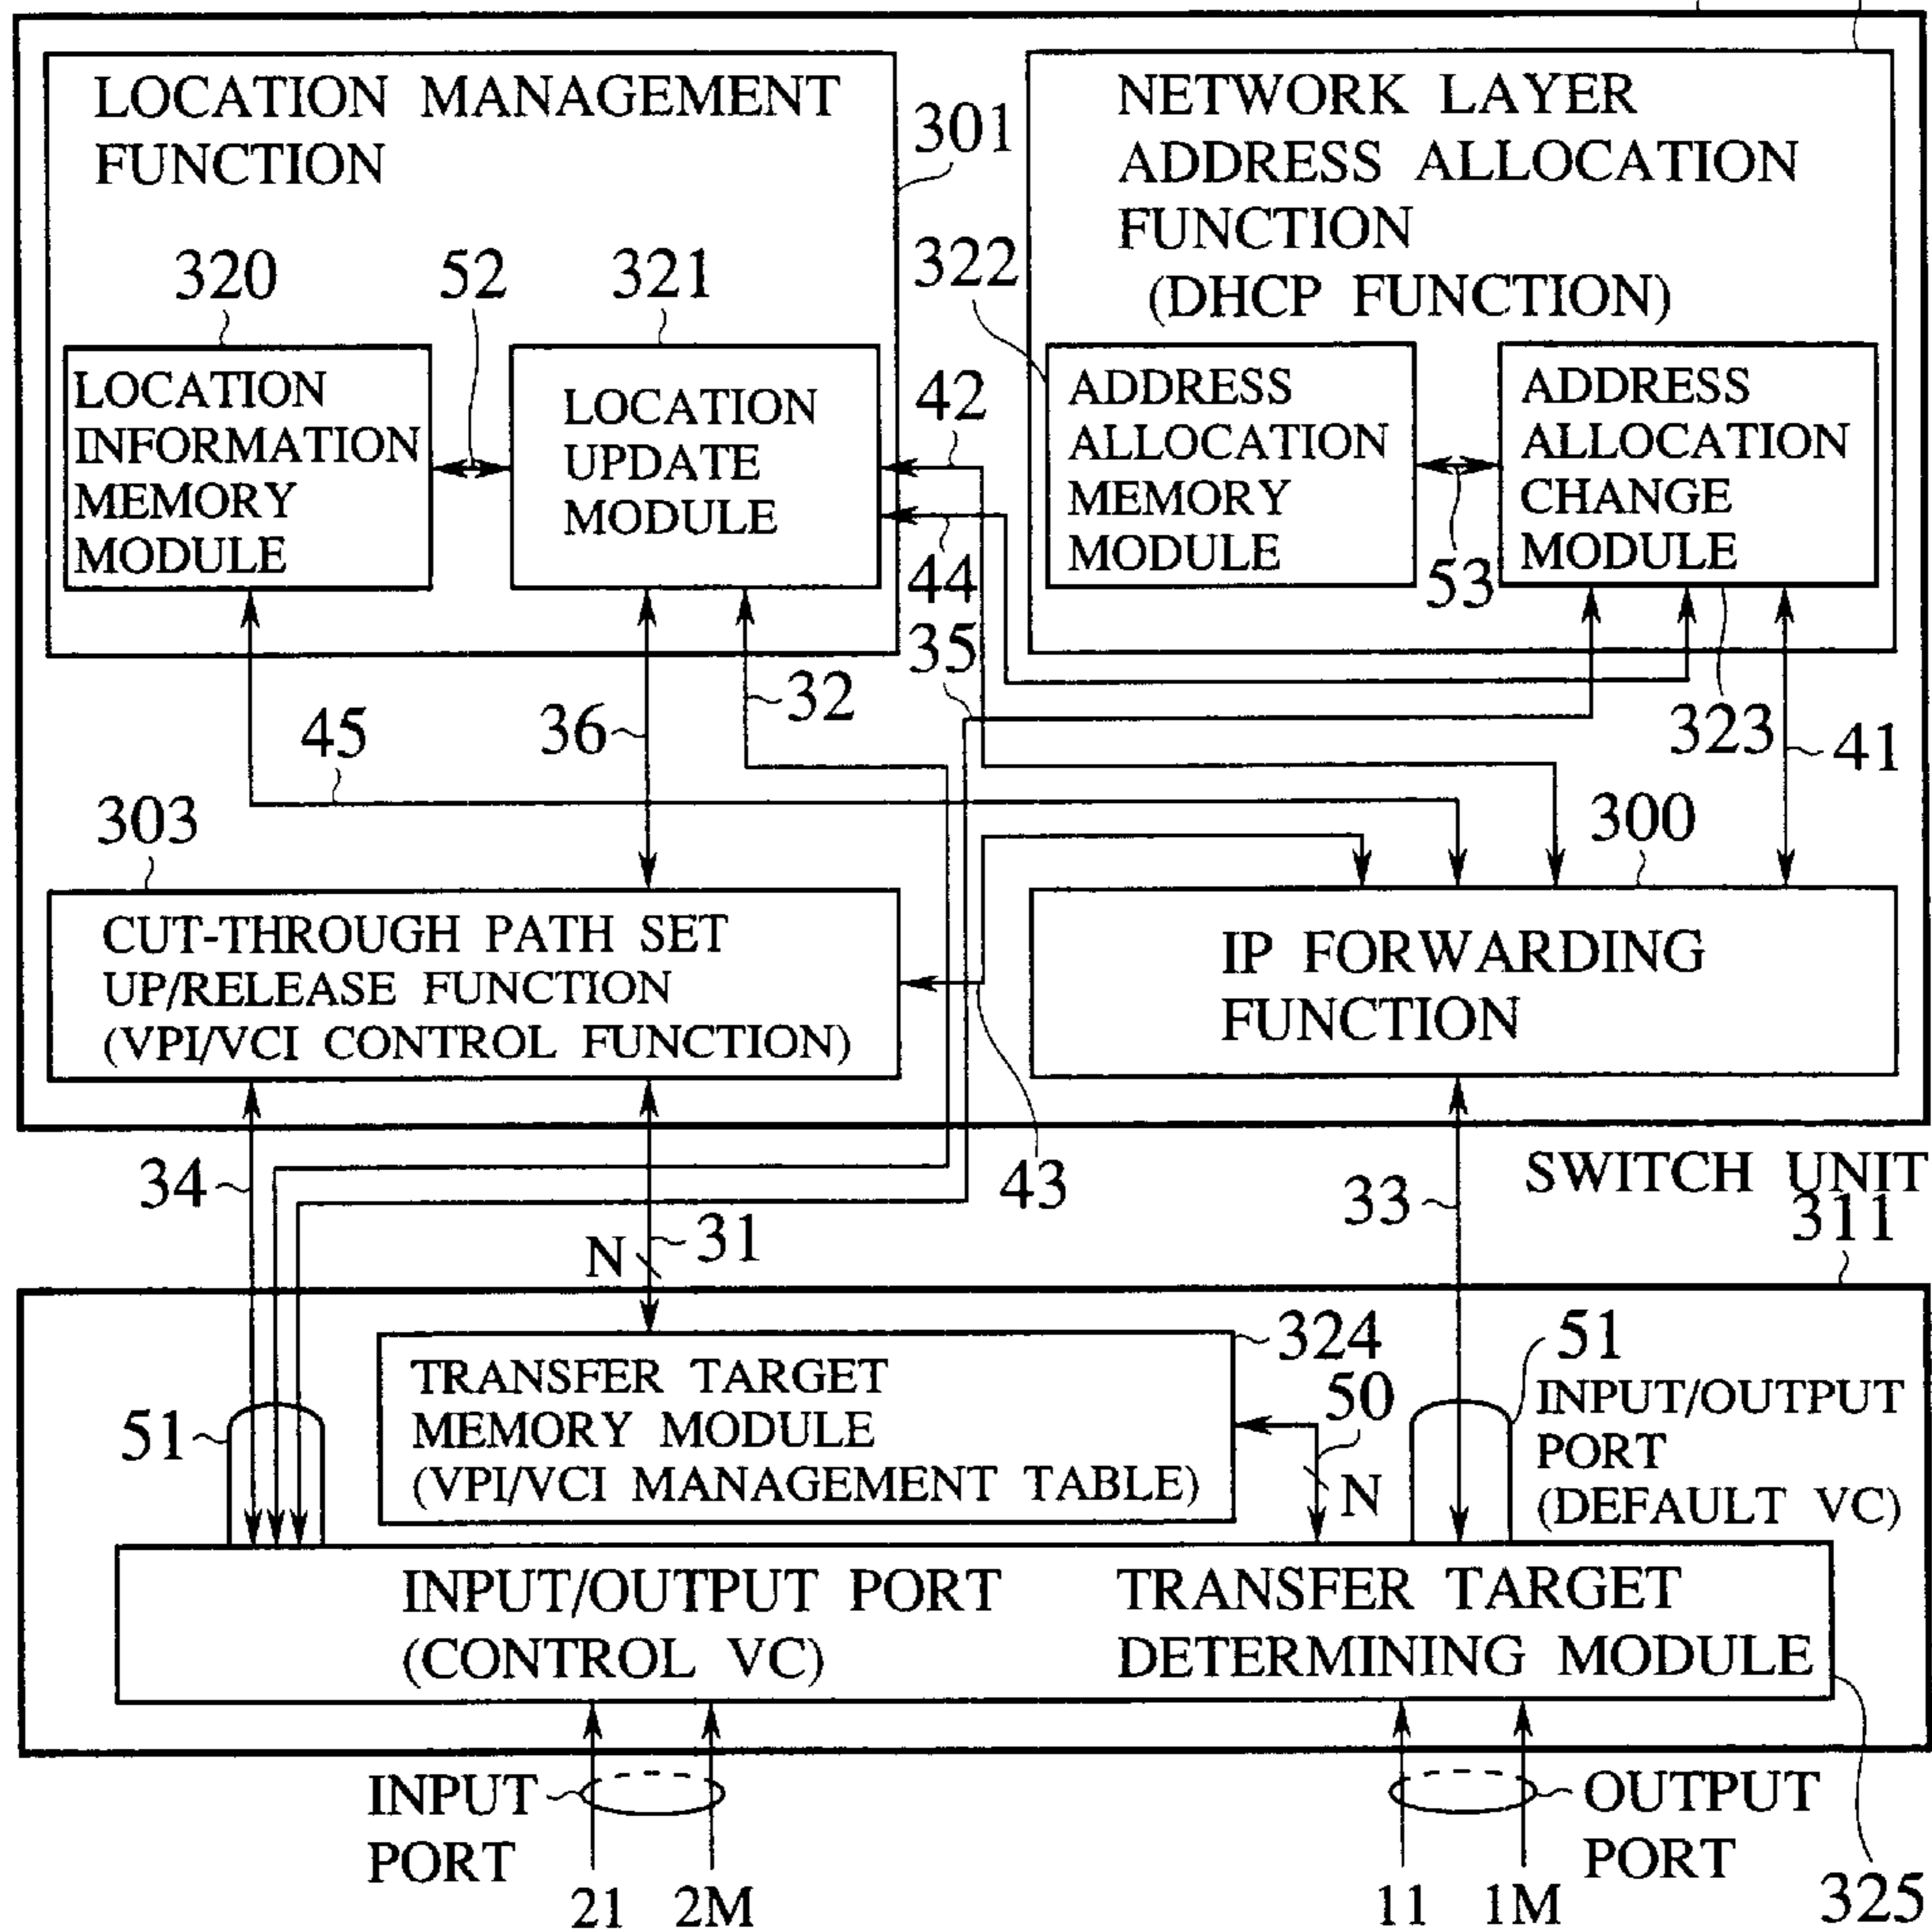 LOCATION MANAGEMENT
FUNCTION
301
NETWORK LAYER
ADDRESS ALLOCATION
FUNCTION
(DHCP FUNCTION)
320
52
321
322
LOCATION
INFORMATION
MEMORY
MODULE
LOCATION
UPDATE
MODULE
42
44
ADDRESS
ALLOCATION
MEMORY
MODULE
53
ADDRESS
ALLOCATION
CHANGE
MODULE
35
45
36
32
323
41
303
300
CUT-THROUGH PATH SET
UP/RELEASE FUNCTION
(VPI/VCI CONTROL FUNCTION)
IP FORWARDING
FUNCTION
34
N
31
43
33
SWITCH UNIT
311
51
TRANSFER TARGET
MEMORY MODULE
(VPI/VCI MANAGEMENT TABLE)
324
50
N
51
INPUT/OUTPUT
PORT
(DEFAULT VC)
INPUT/OUTPUT PORT
(CONTROL VC)
TRANSFER TARGET
DETERMINING MODULE
INPUT
PORT
21
2M
11
1M
OUTPUT
PORT
325